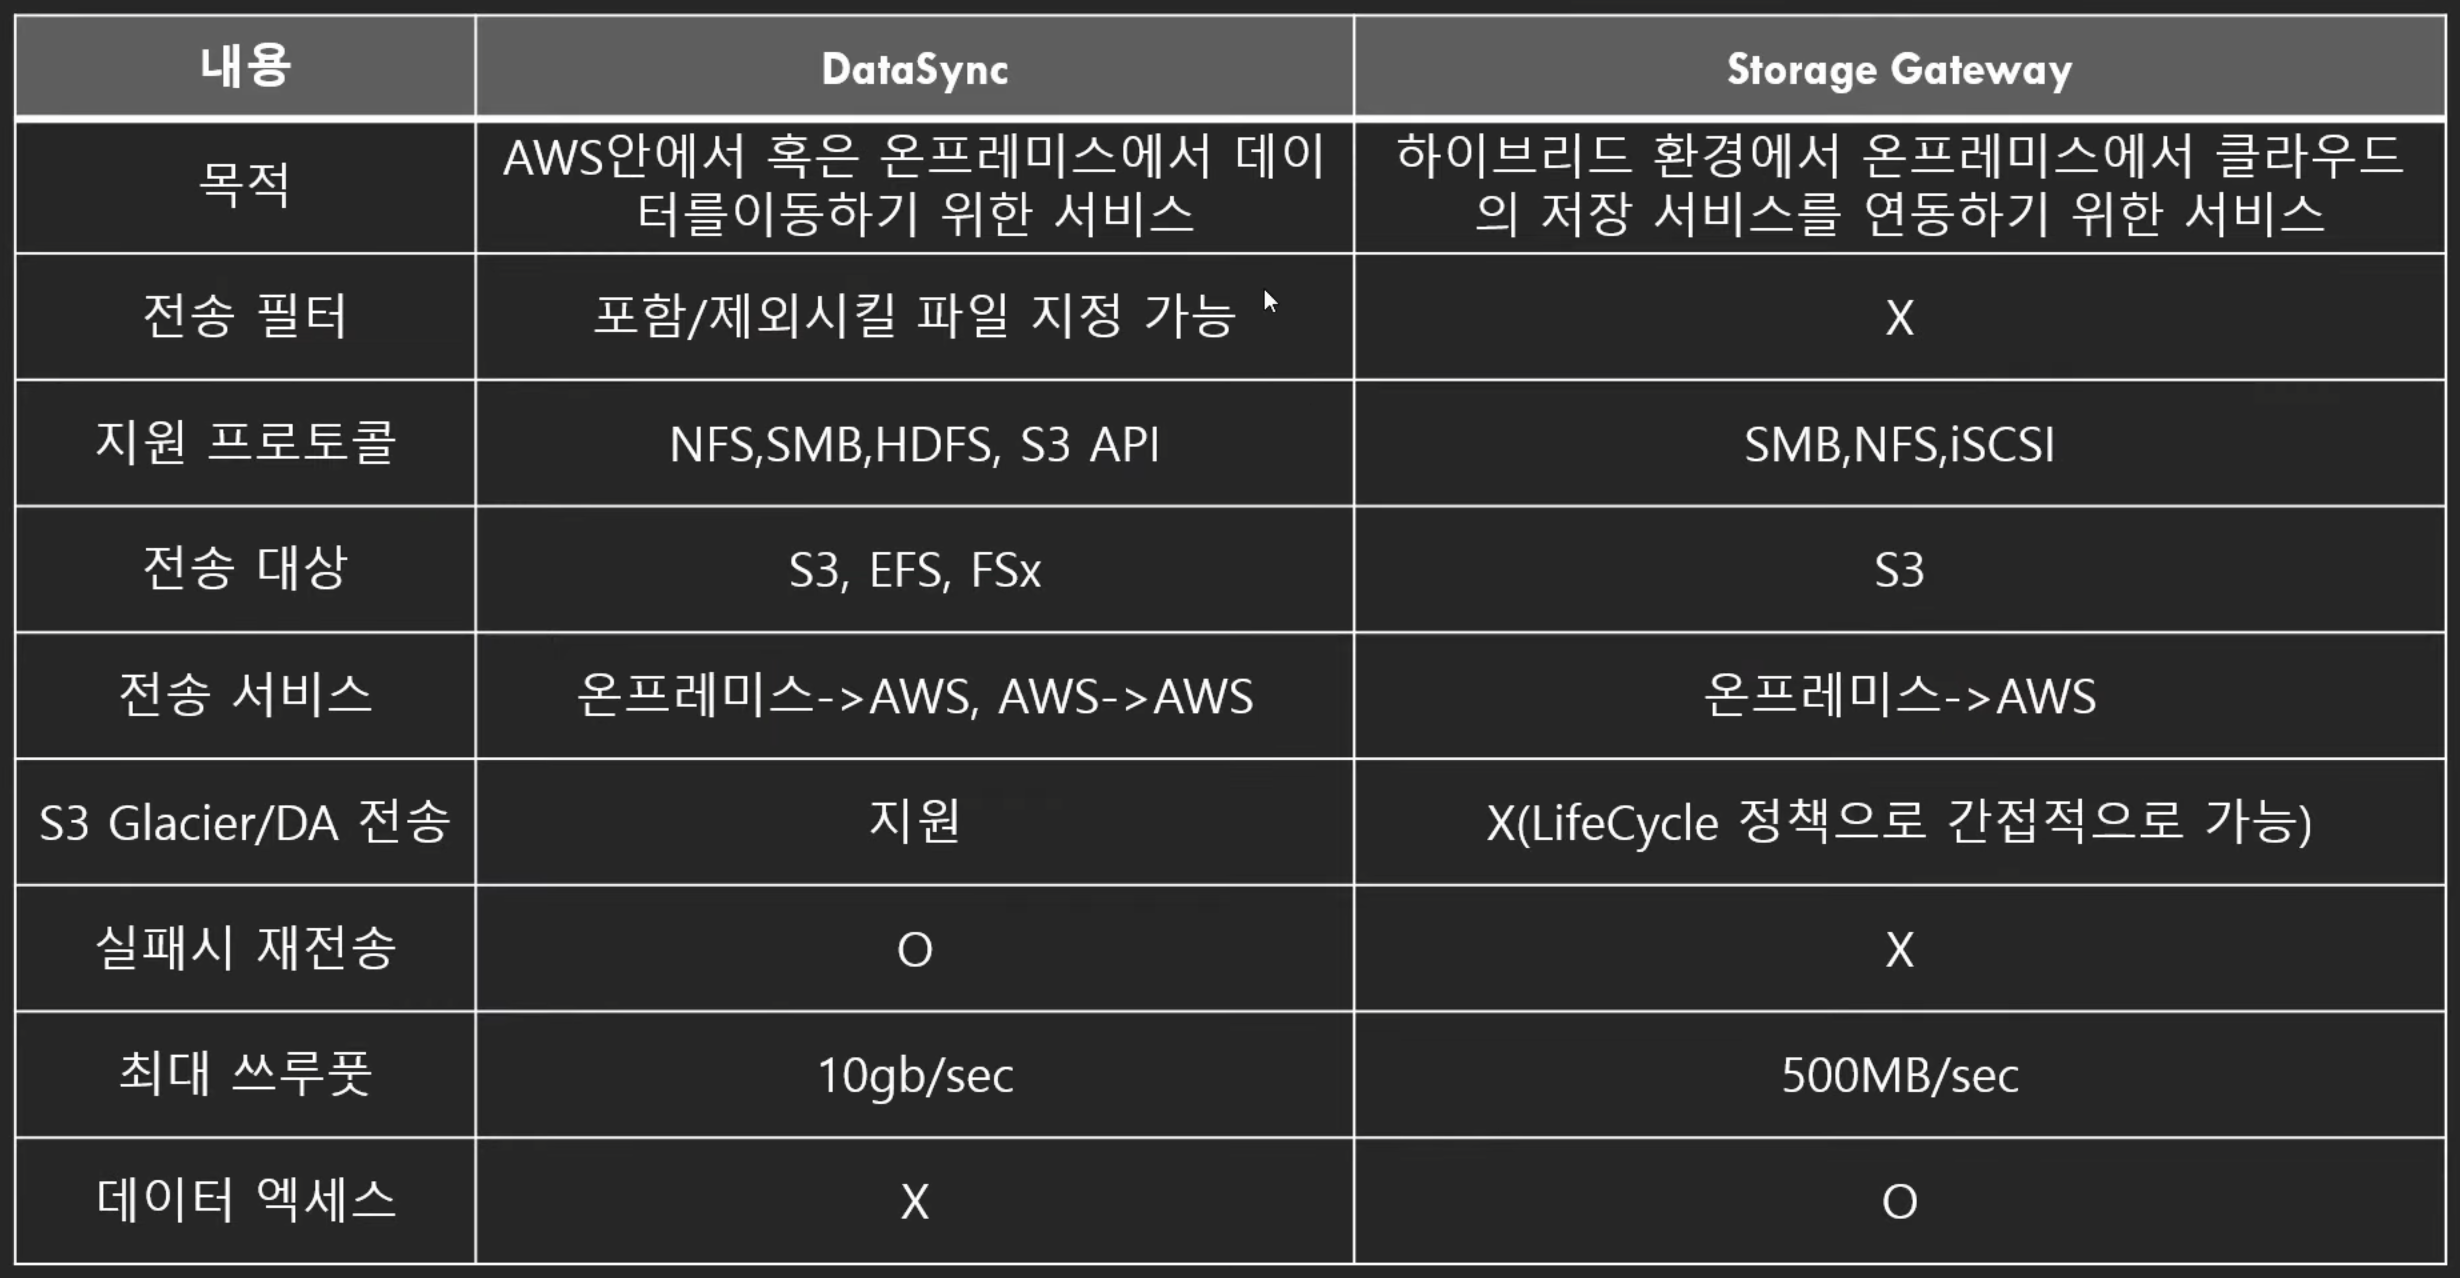 내용 DataSync Storage Gateway
목적 AWS안에서 혹은 온프레미스에서 데이 하이브리드 환경에서 온프레미스에서 클라우드
터를이동하기 위한 서비스 의 저장 서비스를 연동하기 위한 서비스
전송 필터 포함/제외시킬 파일 지정 가능 X
지원 프로토콜 NFS,SMB,HDFS, S3 API SMB,NFS,iSCSI
전송 대상 S3, EFS, FSx S3
전송 서비스 온프레미스->AWS, AWS->AWS 온프레미스->AWS
S3 Glacier/DA 전송 지원 X(LifeCycle 정책으로 간접적으로 가능)
실패시 재전송 O X
최대 쓰루풋 10gb/sec 500MB/sec
데이터 엑세스 X O